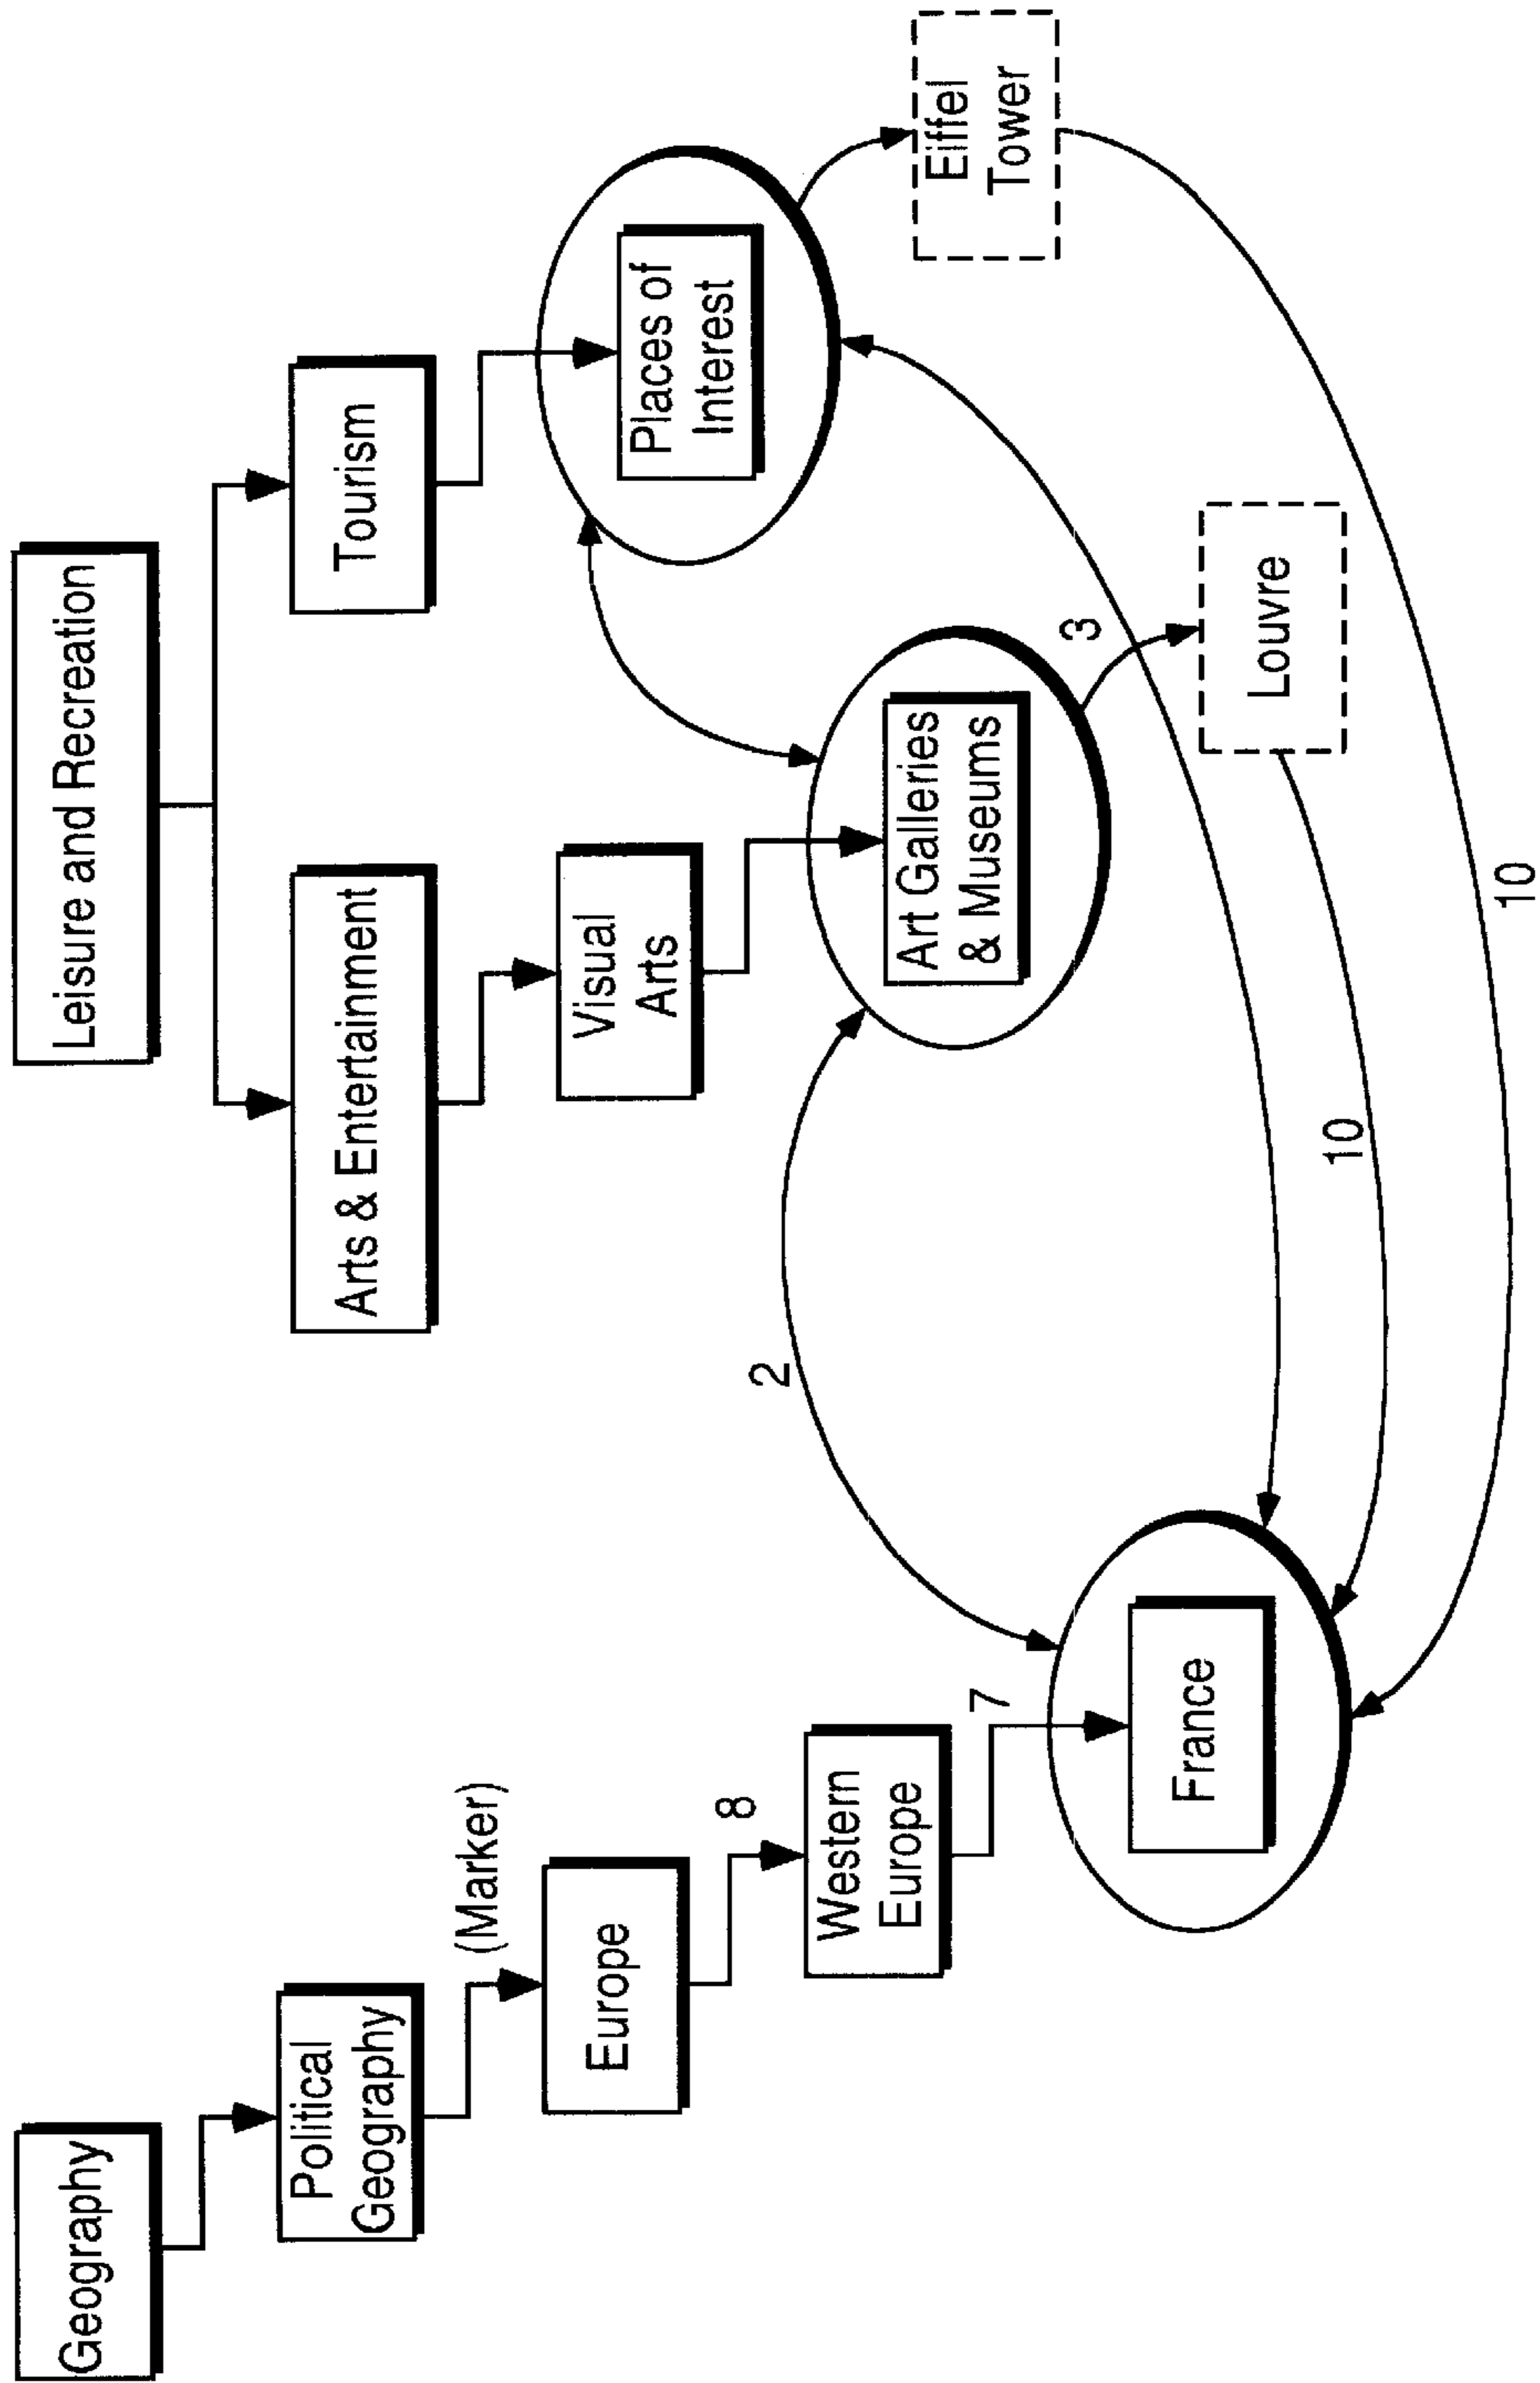 Leisure and Recreation
Geography
Arts & Entertainment
Tourism
Political
Geography
(Marker)
Europe
Visual
Arts
Places of
Interest
8
2
Western
Europe
7
Art Galleries
& Museums
3
Eiffel
Tower
France
Louvre
10
10